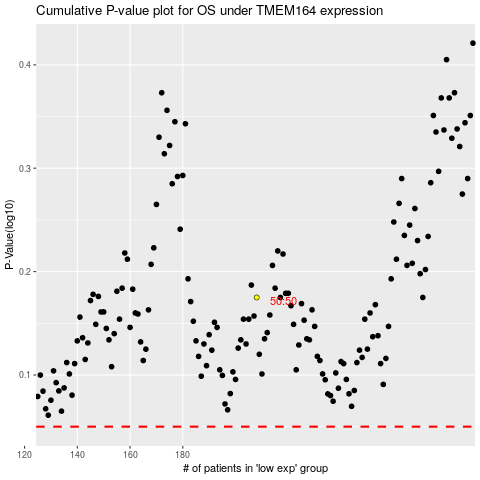 Cumulative P-value plot for OS under TMEM164 expression
P-Value(log10)
0.4
0.3
0.2
0.1
50:50
120 140 160 180
# of patients in 'low exp' group